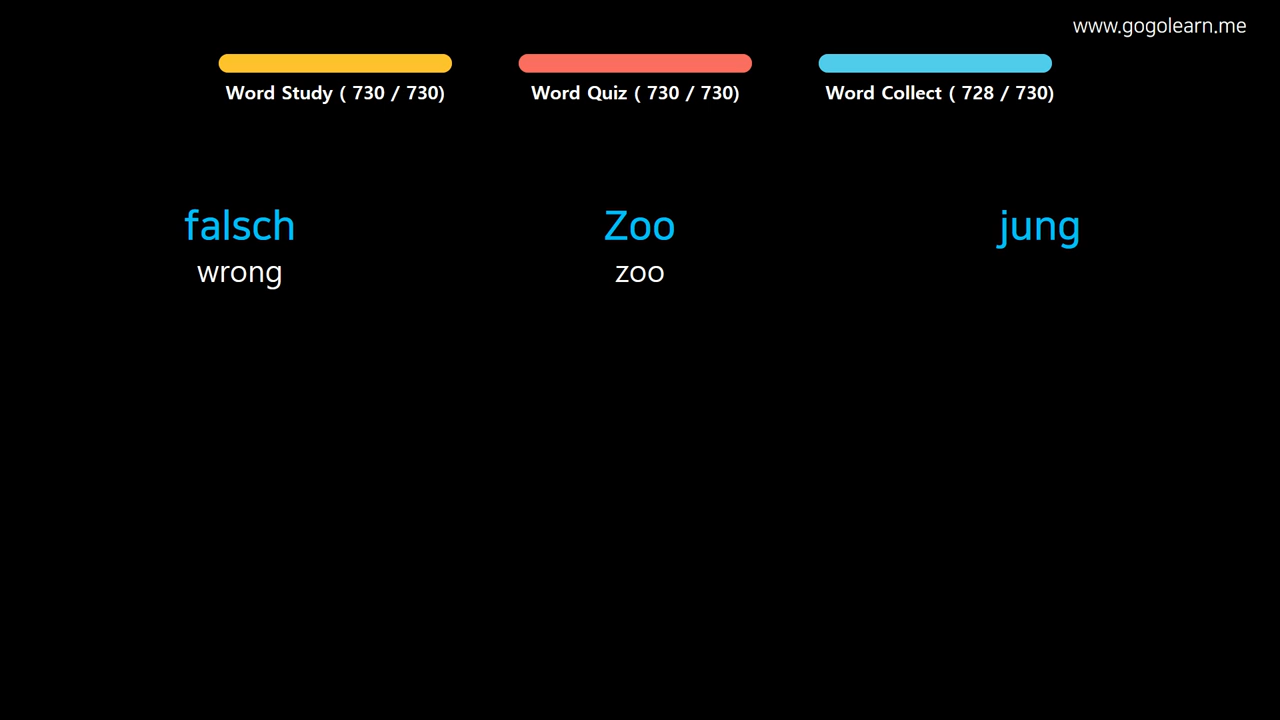 www.gogolearn.me
Word Study ( 730 / 730)
Word Quiz ( 730 / 730)
Word Collect ( 728 / 730)
falsch
wrong
Zoo
zoo
jung